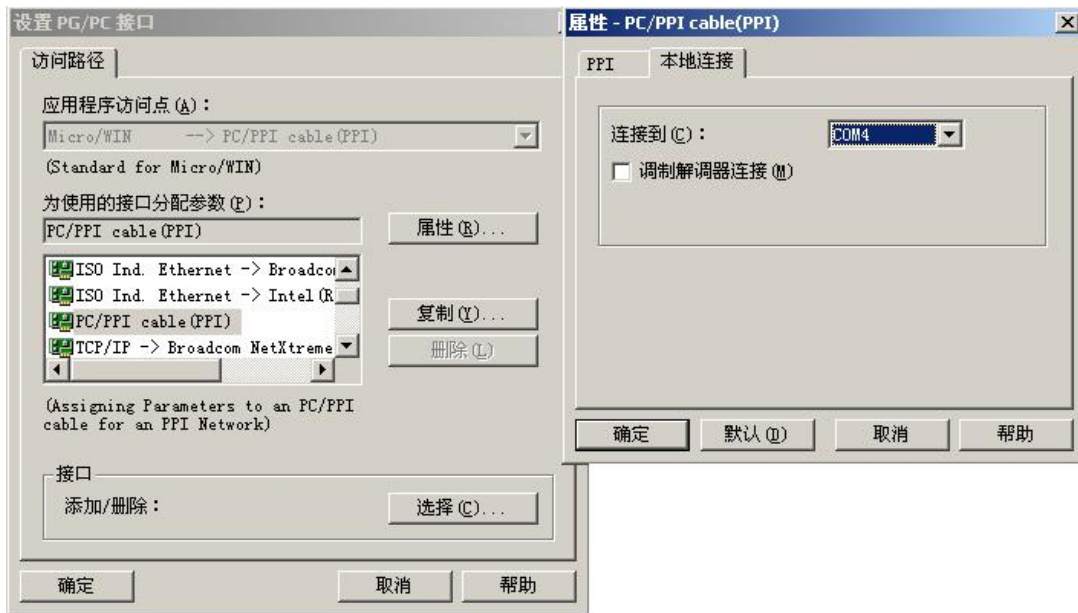 设置 PG/PC 接口
访问路径
应用程序访问点(A):
Micro/WIN --> PC/PPI cable(PPI)
(Standard for Micro/WIN)
为使用的接口分配参数(P):
PC/PPI cable(PPI)
属性(R)...
ISO Ind. Ethernet -> Broadco
ISO Ind. Ethernet -> Intel(R
PC/PPI cable(PPI)
TCP/IP -> Broadcom NetXtreme
复制(Y)...
删除(L)
(Assigning Parameters to an PC/PPI
cable for an PPI Network)
接口
添加/删除:
选择(C)...
确定
取消
帮助
属性 - PC/PPI cable(PPI)
PPI
本地连接
连接到(C):
COM4
调制解调器连接(M)
确定
默认(D)
取消
帮助